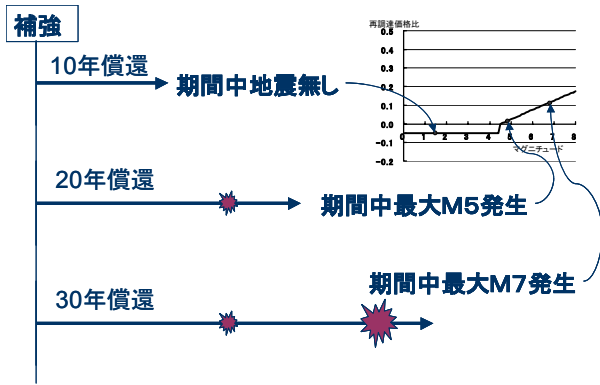 補強
10年償還
期間中地震無し
再調達価格比
0.5
0.4
0.3
0.2
0.1
0.0
-0.1
-0.2
0 1 2 3 4 5 6 7 8
マグニチュード
20年償還
期間中最大M5発生
30年償還
期間中最大M7発生